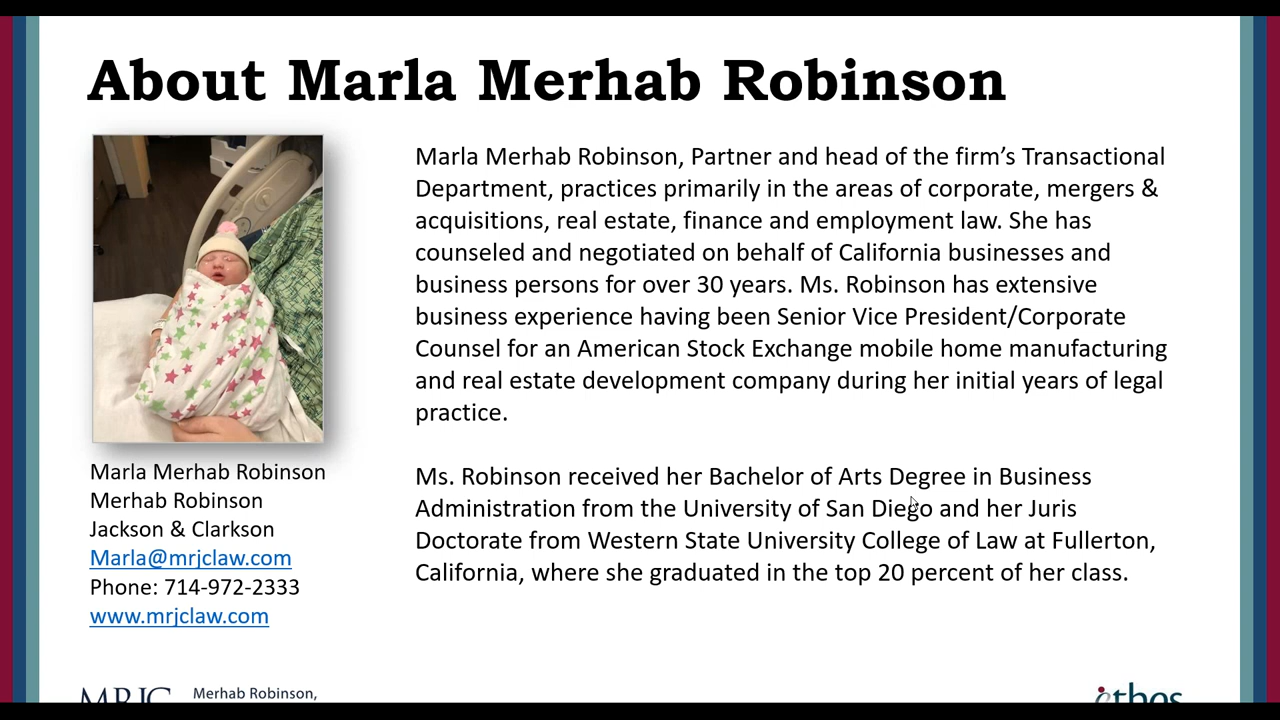 About Marla Merhab Robinson
Marla Merhab Robinson, Partner and head of the firm’s Transactional
Department, practices primarily in the areas of corporate, mergers &
acquisitions, real estate, finance and employment law. She has
counseled and negotiated on behalf of California businesses and
business persons for over 30 years. Ms. Robinson has extensive
business experience having been Senior Vice President/Corporate
Counsel for an American Stock Exchange mobile home manufacturing
and real estate development company during her initial years of legal
practice.
Ms. Robinson received her Bachelor of Arts Degree in Business
Administration from the University of San Diego and her Juris
Doctorate from Western State University College of Law at Fullerton,
California, where she graduated in the top 20 percent of her class.
Marla Merhab Robinson
Merhab Robinson
Jackson & Clarkson
Marla@mrjclaw.com
Phone: 714-972-2333
www.mrjclaw.com
MRJC
Merhab Robinson,
ethos